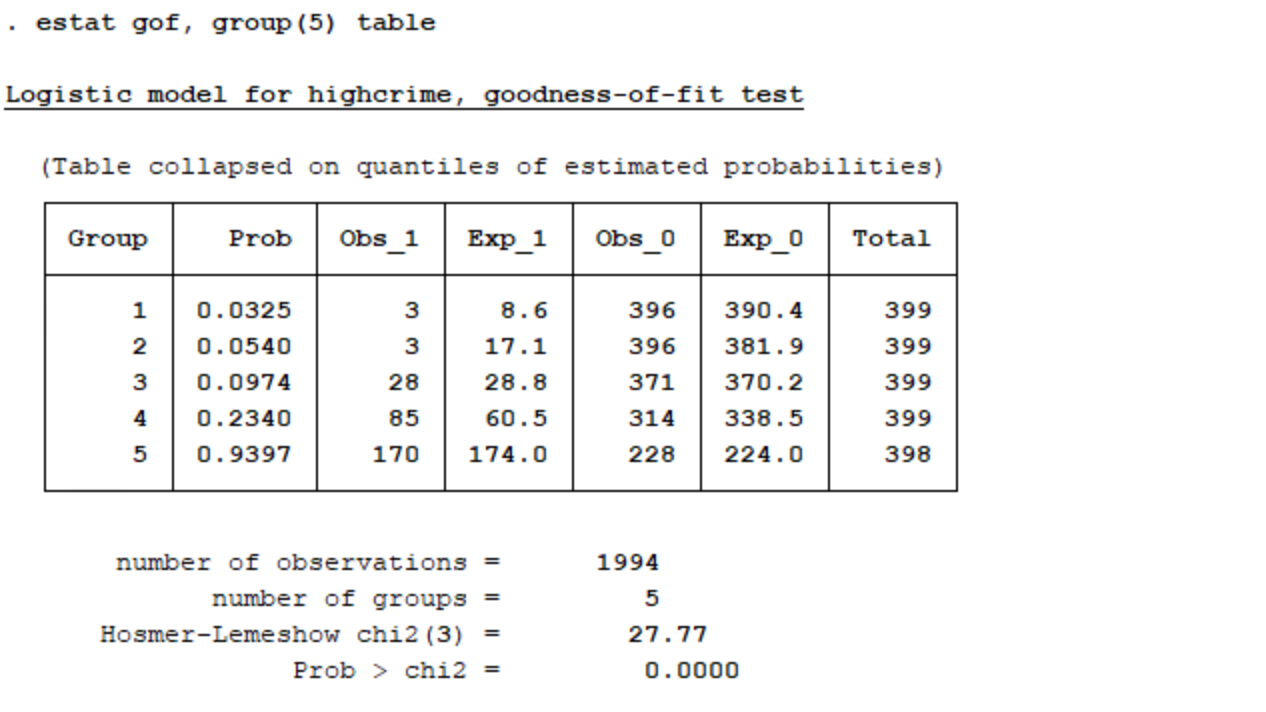 . estat gof, group(5) table
Logistic model for highcrime, goodness-of-fit test
(Table collapsed on quantiles of estimated probabilities)
Group Prob Obs_1 Exp_1 Obs_0 Exp_0 Total
1 0.0325 3 8.6 396 390.4 399
2 0.0540 3 17.1 396 381.9 399
3 0.0974 28 28.8 371 370.2 399
4 0.2340 85 60.5 314 338.5 399
5 0.9397 170 174.0 228 224.0 398
number of observations = 1994
number of groups = 5
Hosmer-Lemeshow chi2(3) = 27.77
Prob > chi2 = 0.0000